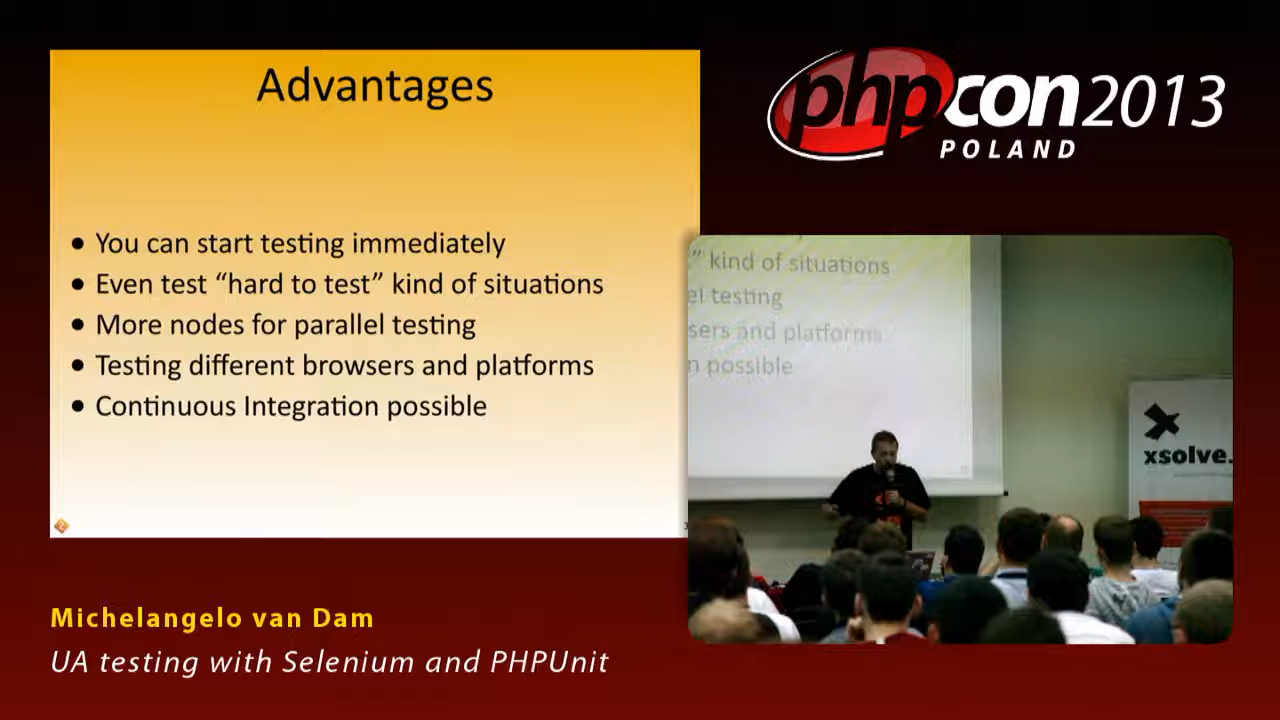 Advantages
• You can start testing immediately
• Even test “hard to test” kind of situations
• More nodes for parallel testing
• Testing different browsers and platforms
• Continuous Integration possible
phpcon2013
POLAND
” kind of situations
el testing
sers and platforms
n possible
xsolve.
Michelangelo van Dam
UA testing with Selenium and PHPUnit